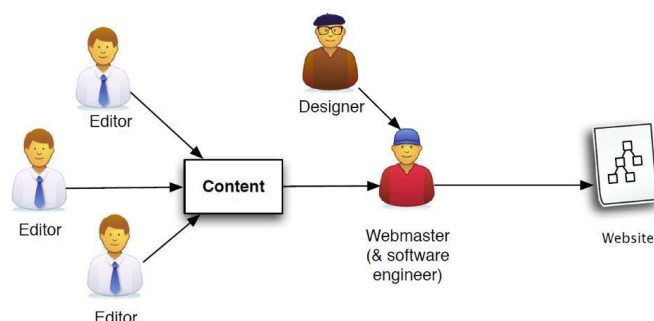 Editor
Designer
Editor
Content
Editor
Webmaster
(& software
engineer)
Website